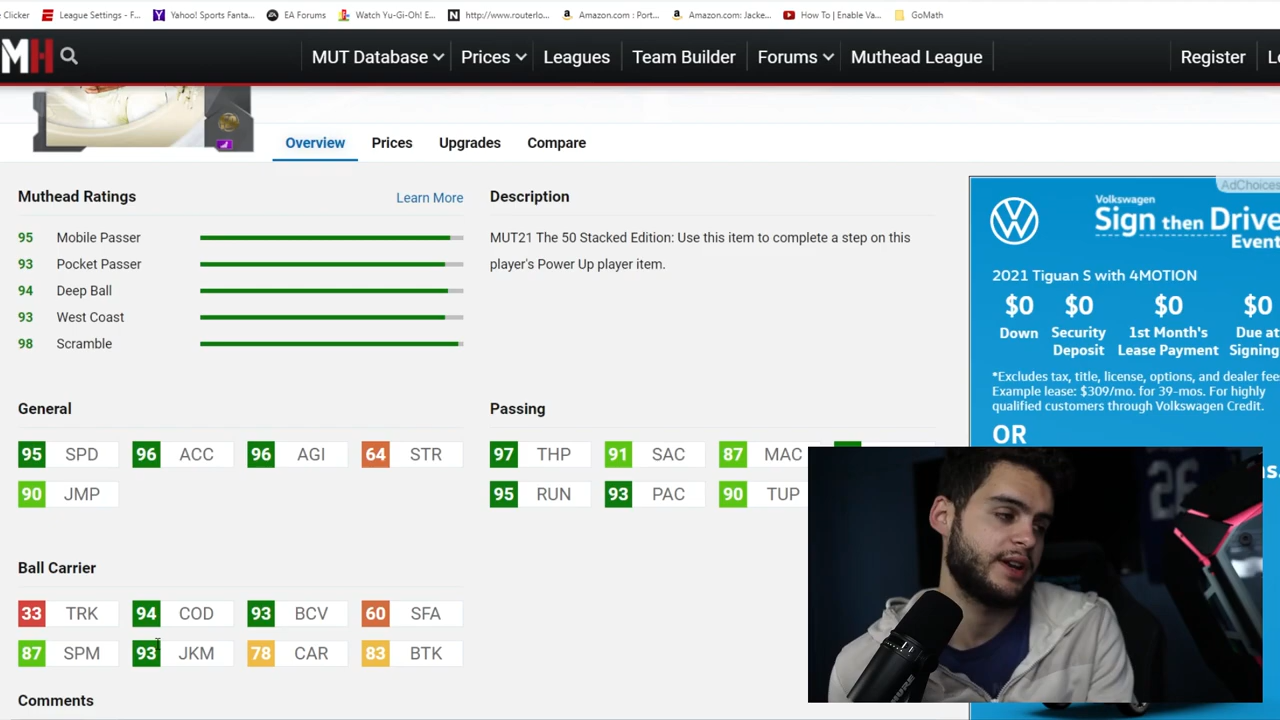 e Clicker League Settings - F... Yahoo! Sports Fanta... EA Forums Watch Yu-Gi-Oh! E... http://www.routerlo... Amazon.com : Port... Amazon.com: Jacke... How To | Enable Va... GoMath
MH MUT Database Prices Leagues Team Builder Forums Muthead League Register
Overview Prices Upgrades Compare
Muthead Ratings Learn More
95 Mobile Passer
93 Pocket Passer
94 Deep Ball
93 West Coast
98 Scramble
Description
MUT21 The 50 Stacked Edition: Use this item to complete a step on this
player's Power Up player item.
General
95 SPD 96 ACC 96 AGI 64 STR
90 JMP
Passing
97 THP 91 SAC 87 MAC
95 RUN 93 PAC 90 TUP
Ball Carrier
33 TRK 94 COD 93 BCV 60 SFA
87 SPM 93 JKM 78 CAR 83 BTK
Comments
AdChoices
Volkswagen
Sign then Drive
Event
2021 Tiguan S with 4MOTION
$0 $0 $0 $0
Down Security 1st Month's Due at
Deposit Lease Payment Signing
*Excludes tax, title, license, options, and dealer fees
Example lease: $309/mo. for 39-mos. For highly
qualified customers through Volkswagen Credit.
OR
26
SHURE